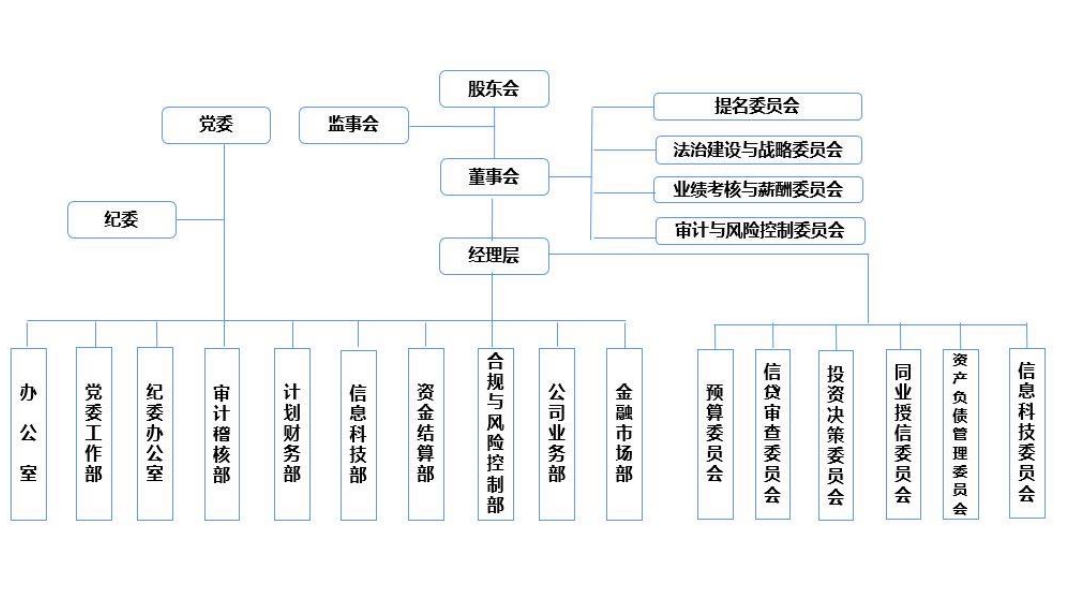 股东会
党委
监事会
提名委员会
法治建设与战略委员会
董事会
业绩考核与薪酬委员会
纪委
审计与风险控制委员会
经理层
办公室
党委工作部
纪委办公室
审计稽核部
计划财务部
信息科技部
资金结算部
合规与风险控制部
公司业务部
金融市场部
预算委员会
信贷审查委员会
投资决策委员会
同业授信委员会
资产负债管理委员会
信息科技委员会